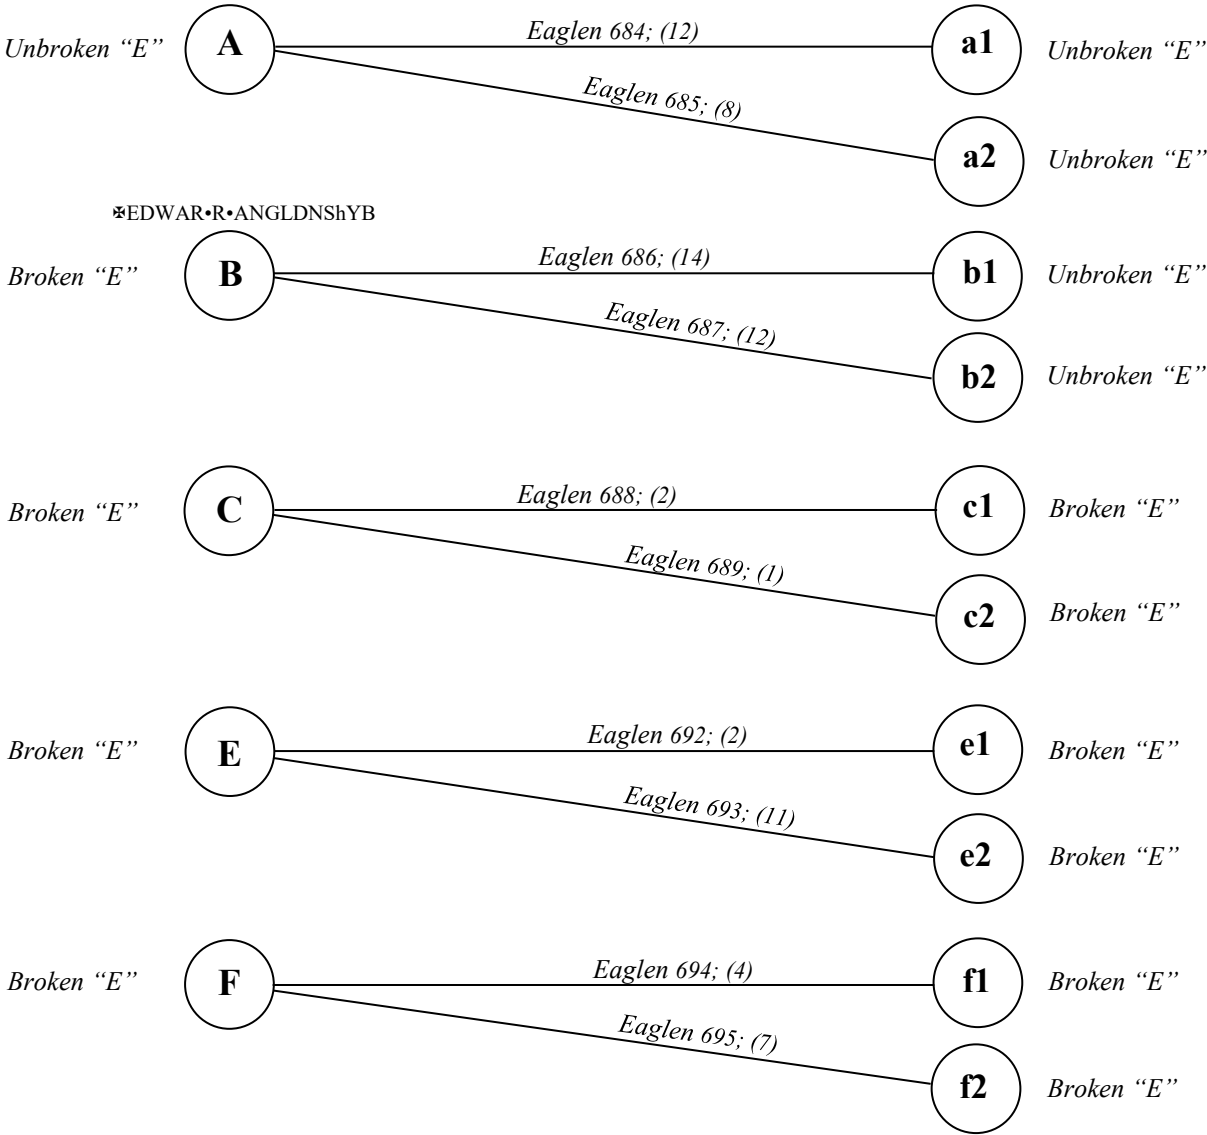 Unbroken “E” A Eaglen 684; (12) a1 Unbroken “E”
Eaglen 685; (8)
a2 Unbroken “E”
✠EDWAR•R•ANGLDNShYB
Broken “E” B Eaglen 686; (14) b1 Unbroken “E”
Eaglen 687; (12)
b2 Unbroken “E”
Broken “E” C Eaglen 688; (2) c1 Broken “E”
Eaglen 689; (1)
c2 Broken “E”
Broken “E” E Eaglen 692; (2) e1 Broken “E”
Eaglen 693; (11)
e2 Broken “E”
Broken “E” F Eaglen 694; (4) f1 Broken “E”
Eaglen 695; (7)
f2 Broken “E”